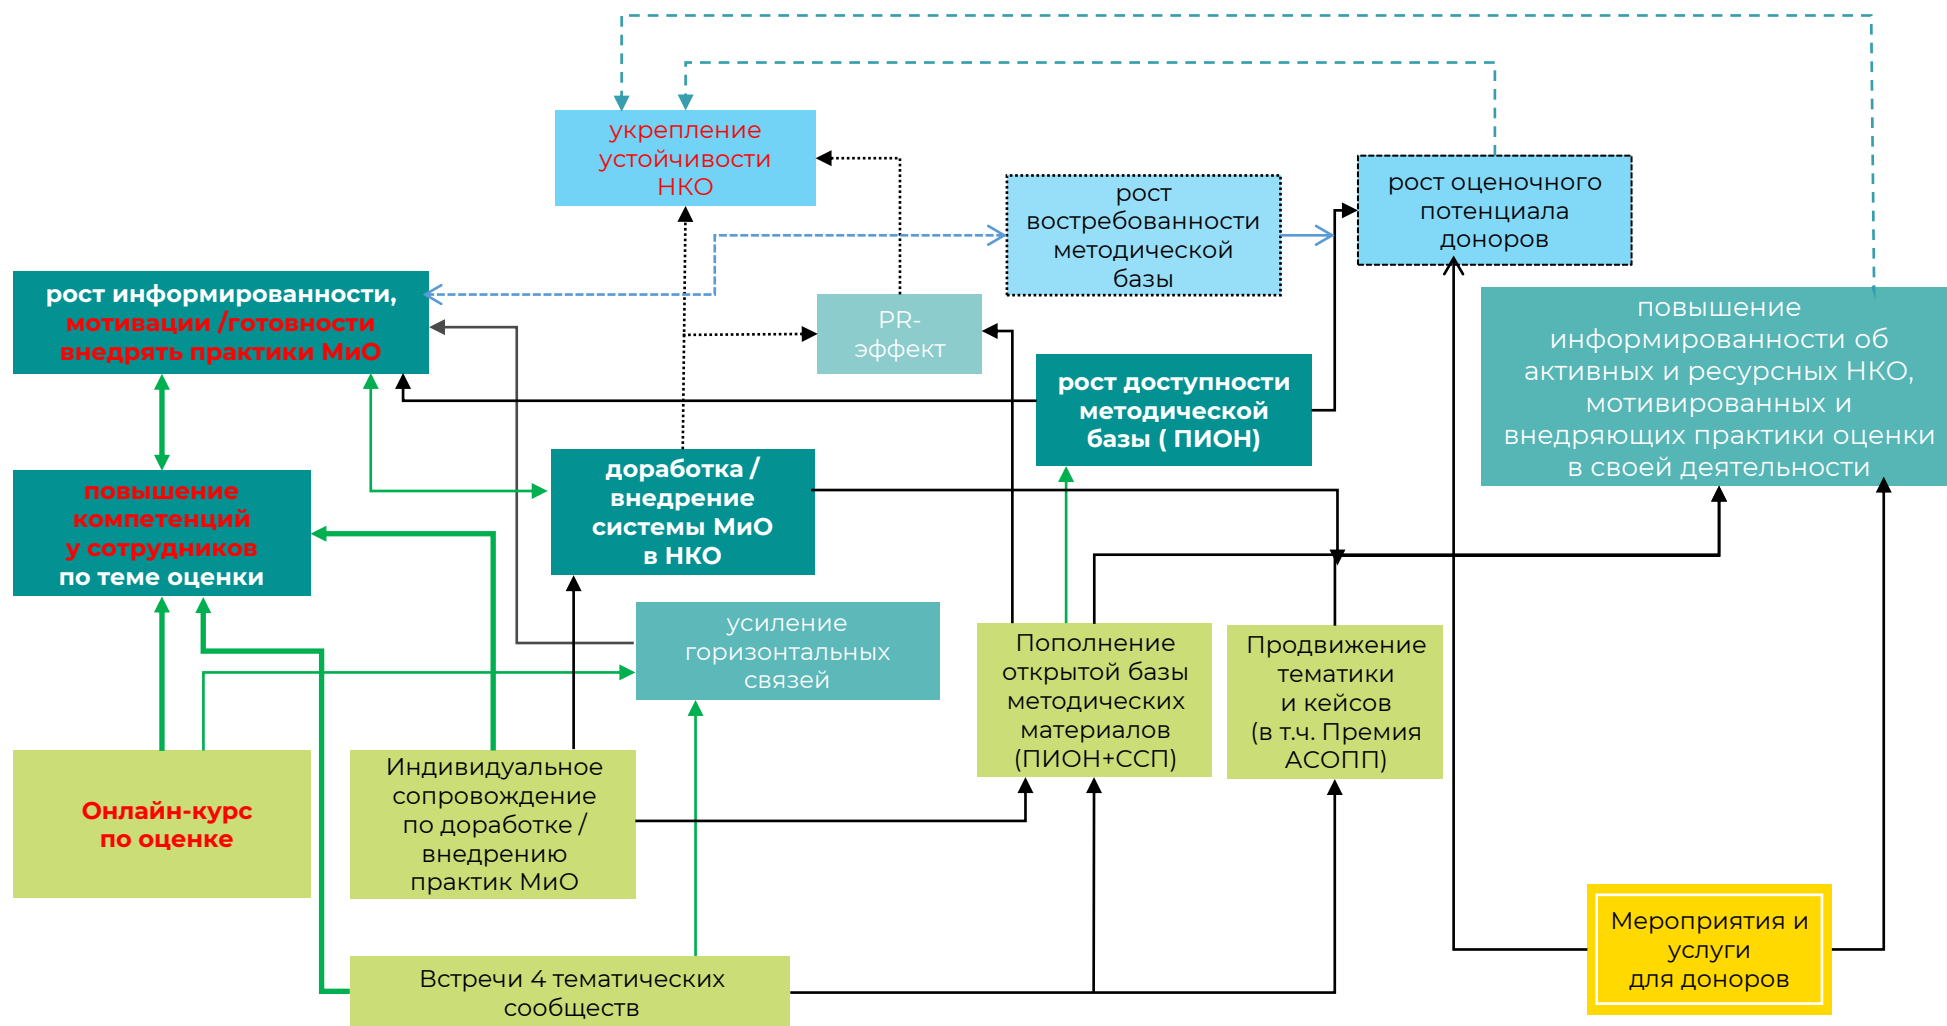 укрепление
устойчивости
НКО
рост
востребованности
методической
базы
рост оценочного
потенциала
доноров
рост информированности,
мотивации /готовности
внедрять практики МиО
PR-
эффект
повышение
информированности об
активных и ресурсных НКО,
мотивированных и
внедряющих практики оценки
в своей деятельности
рост доступности
методической
базы ( ПИОН)
повышение
компетенций
у сотрудников
по теме оценки
доработка /
внедрение
системы МиО
в НКО
усиление
горизонтальных
связей
Пополнение
открытой базы
методических
материалов
(ПИОН+ССП)
Продвижение
тематики
и кейсов
(в т.ч. Премия
АСОПП)
Онлайн-курс
по оценке
Индивидуальное
сопровождение
по доработке /
внедрению
практик МиО
Встречи 4 тематических
сообществ
Мероприятия и
услуги
для доноров